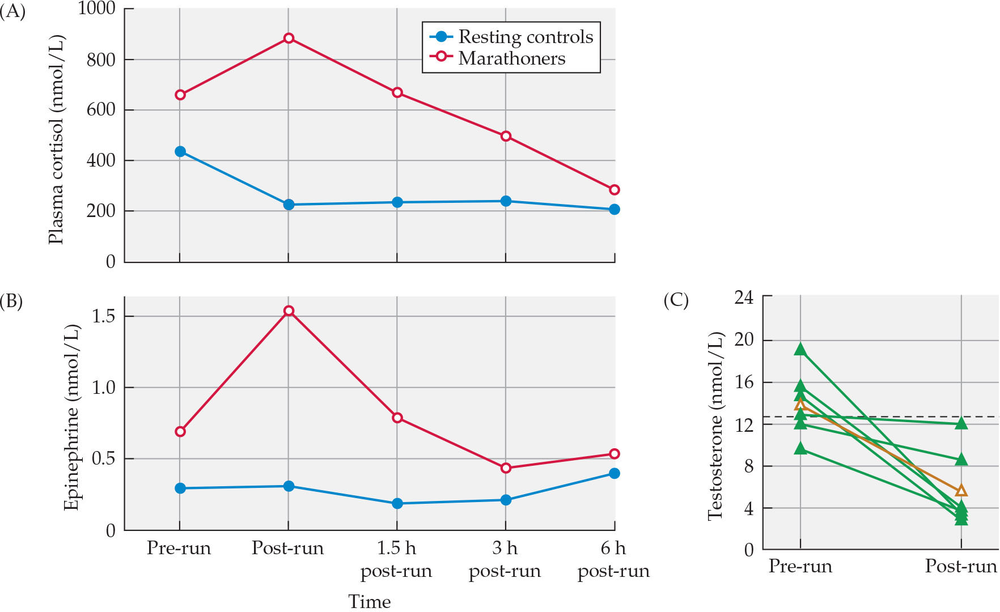 (A)
Plasma cortisol (nmol/L)
1000
800
600
400
200
0
Resting controls
Marathoners
(B)
Epinephrine (nmol/L)
1.5
1.0
0.5
0
Pre-run
Post-run
1.5 h
post-run
3 h
post-run
6 h
post-run
Time
(C)
Testosterone (nmol/L)
24
20
16
12
8
4
0
Pre-run
Post-run